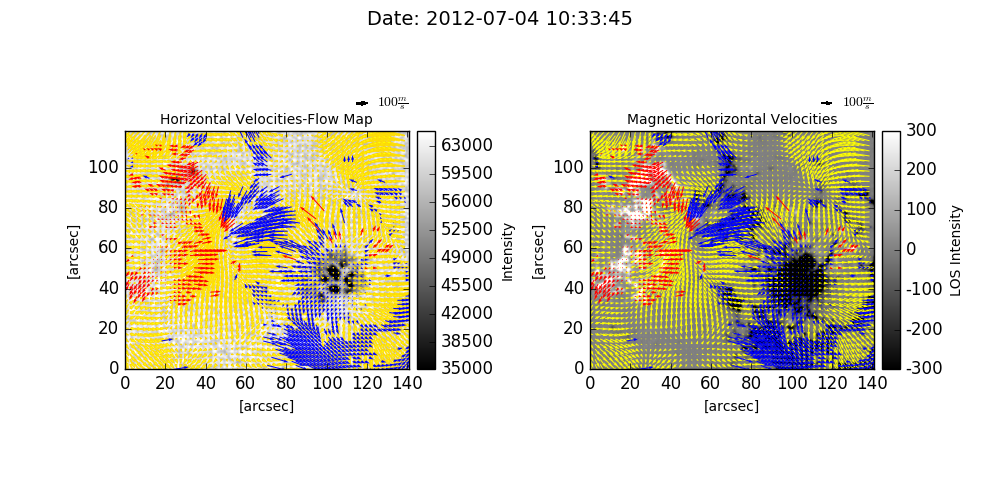 Date: 2012-07-04 10:33:45
100 m/s
100 m/s
Horizontal Velocities-Flow Map
Magnetic Horizontal Velocities
[arcsec]
100
80
60
40
20
0
0 20 40 60 80 100 120 140
[arcsec]
63000
59500
56000
52500
49000
45500
42000
38500
35000
Intensity
[arcsec]
100
80
60
40
20
0
0 20 40 60 80 100 120 140
[arcsec]
300
200
100
0
-100
-200
-300
LOS Intensity